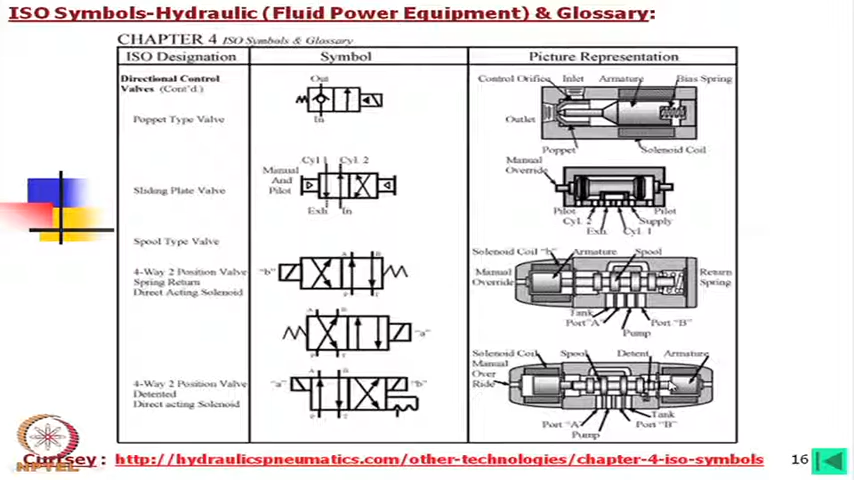 ISO Symbols-Hydraulic (Fluid Power Equipment) & Glossary:
CHAPTER 4 ISO Symbols & Glossary
ISO Designation Symbol Picture Representation
Directional Control
Valves (Cont'd.)
Poppet Type Valve
Out
In
Control Orifice Inlet Armature Bias Spring
Outlet
Poppet Solenoid Coil
Sliding Plate Valve
Cyl 1 Cyl. 2
Manual
And
Pilot
Exh In
Manual
Override
Pilot Pilot
Cyl. 2 Supply
Exh. Cyl. 1
Spool Type Valve
4-Way 2 Position Valve
Spring Return
Direct Acting Solenoid
"b"
A B
P T
Solenoid Coil "b" Armature Spool
Manual
Override
Return
Spring
Tank
Port "A" Port "B"
Pump
A B
"a"
P T
4-Way 2 Position Valve
Detented
Direct acting Solenoid
"a" A B "b"
P T
Solenoid Coil Spool Detent Armature
Manual
Over
Ride
Tank
Port "A" Port "B"
Pump
NPTEL
Curtsey : http://hydraulicspneumatics.com/other-technologies/chapter-4-iso-symbols 16